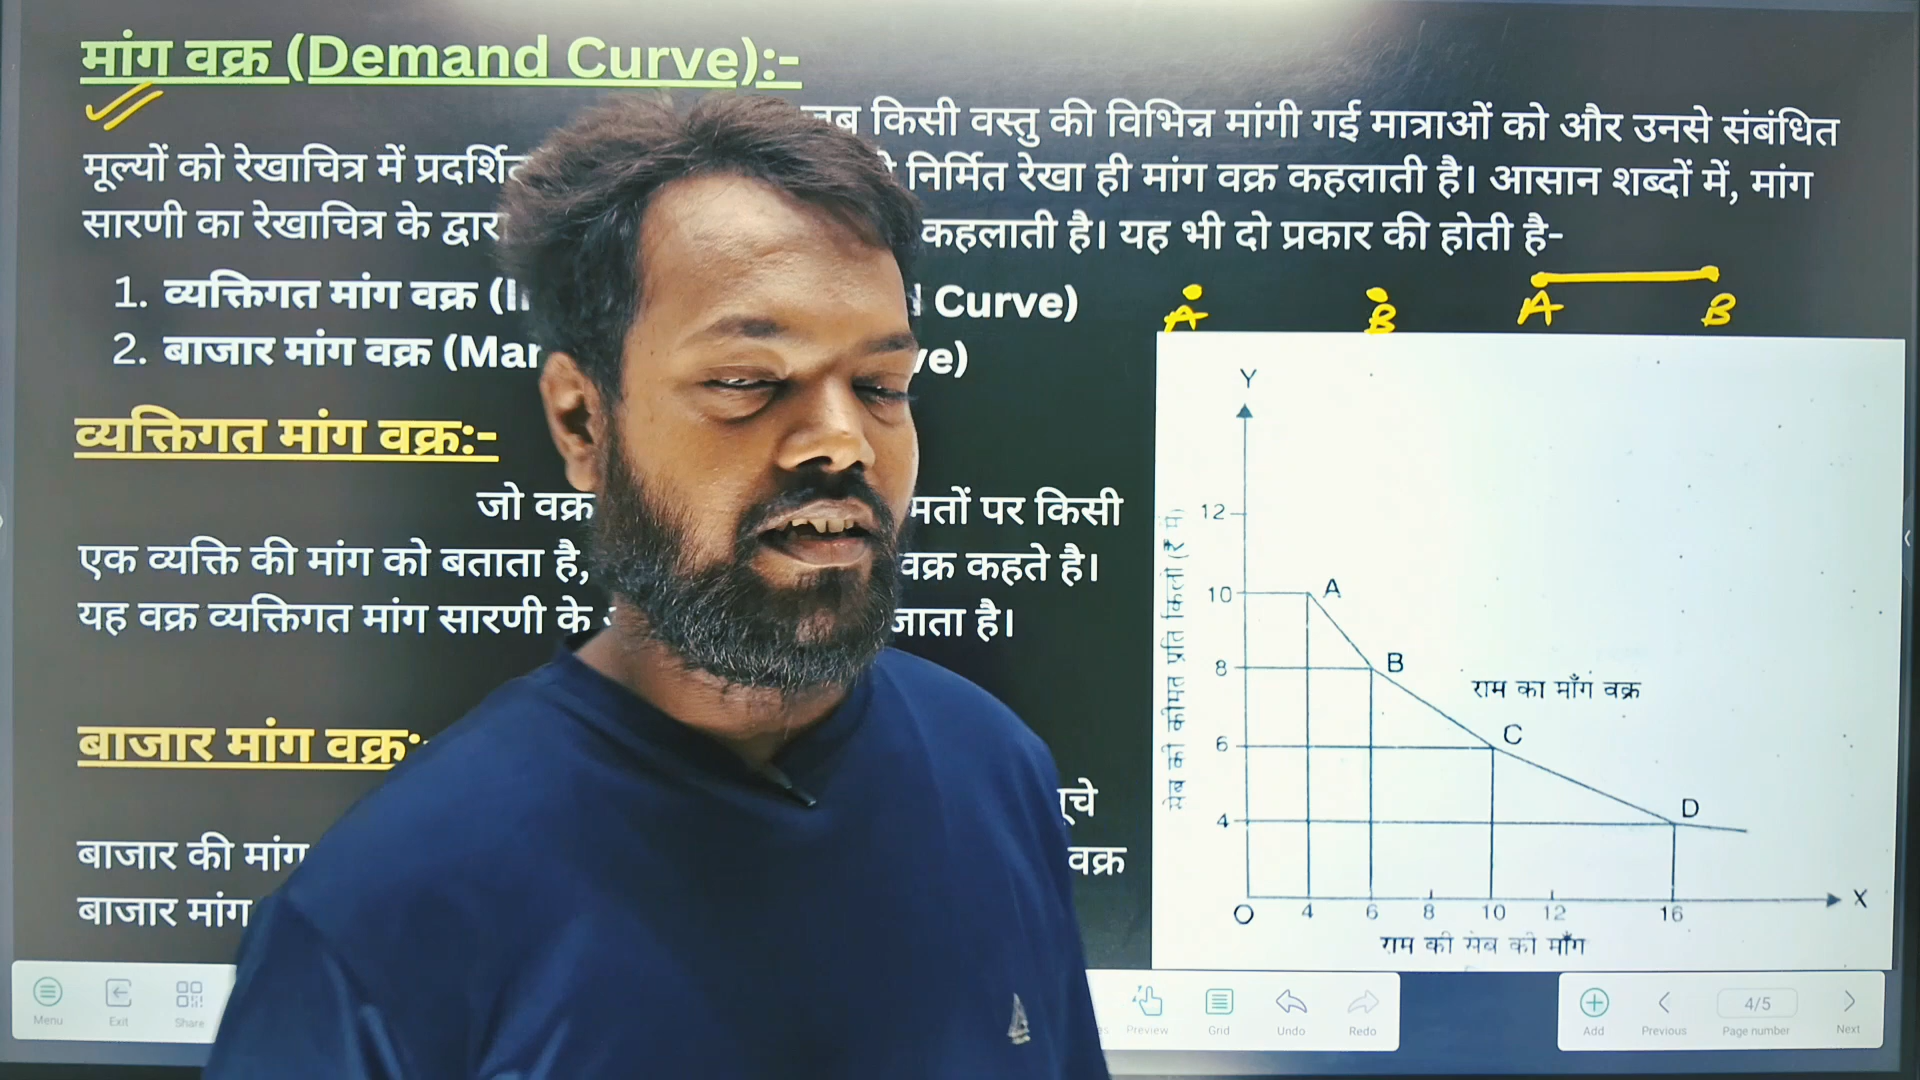 मांग वक्र (Demand Curve):-
किसी वस्तु की विभिन्न मांगी गई मात्राओं को और उनसे संबंधित
मूल्यों को रेखाचित्र में निर्मित रेखा ही मांग वक्र कहलाती है। आसान शब्दों में, मांग
सारणी का रेखाचित्र के कहलाती है। यह भी दो प्रकार की होती है-
1. व्यक्तिगत मांग वक्र ( Curve)
2. बाजार मांग वक्र (
A B A B
व्यक्तिगत मांग वक्र:-
जो वक्र पर किसी
एक व्यक्ति की मांग को बताता है, वक्र कहते है।
यह वक्र व्यक्तिगत मांग सारणी के जाता है।
बाजार मांग वक्र:-
बाजार की मांग वक्र
बाजार मांग
Y
सेब की कीमत प्रति किलो (₹ में)
12
10 A
8 B
राम का माँग वक्र
6 C
4 D
O 4 6 8 10 12 16 X
राम की सेब की माँग
Menu Exit Share Preview Grid Undo Redo Add Previous 4/5 Page number Next